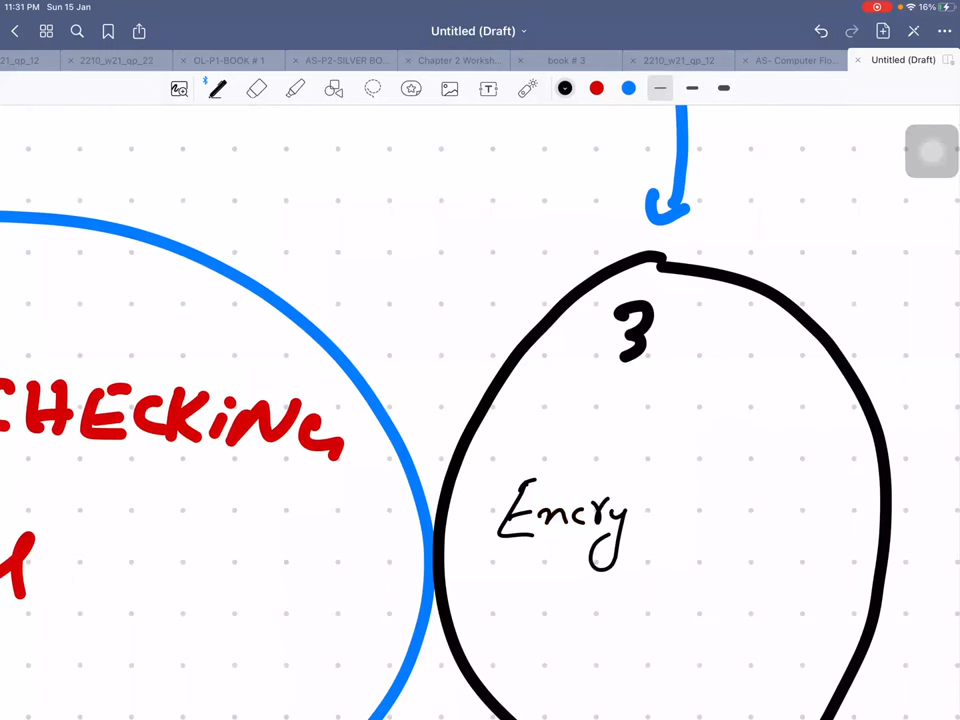 11:31 PM Sun 15 Jan
16%
Untitled (Draft)
21_qp_12
2210_w21_qp_22
OL-P1-BOOK # 1
AS-P2-SILVER BO...
Chapter 2 Worksh...
book # 3
2210_w21_qp_12
AS- Computer Flo...
Untitled (Draft)
3
CHECKiNG
Encry